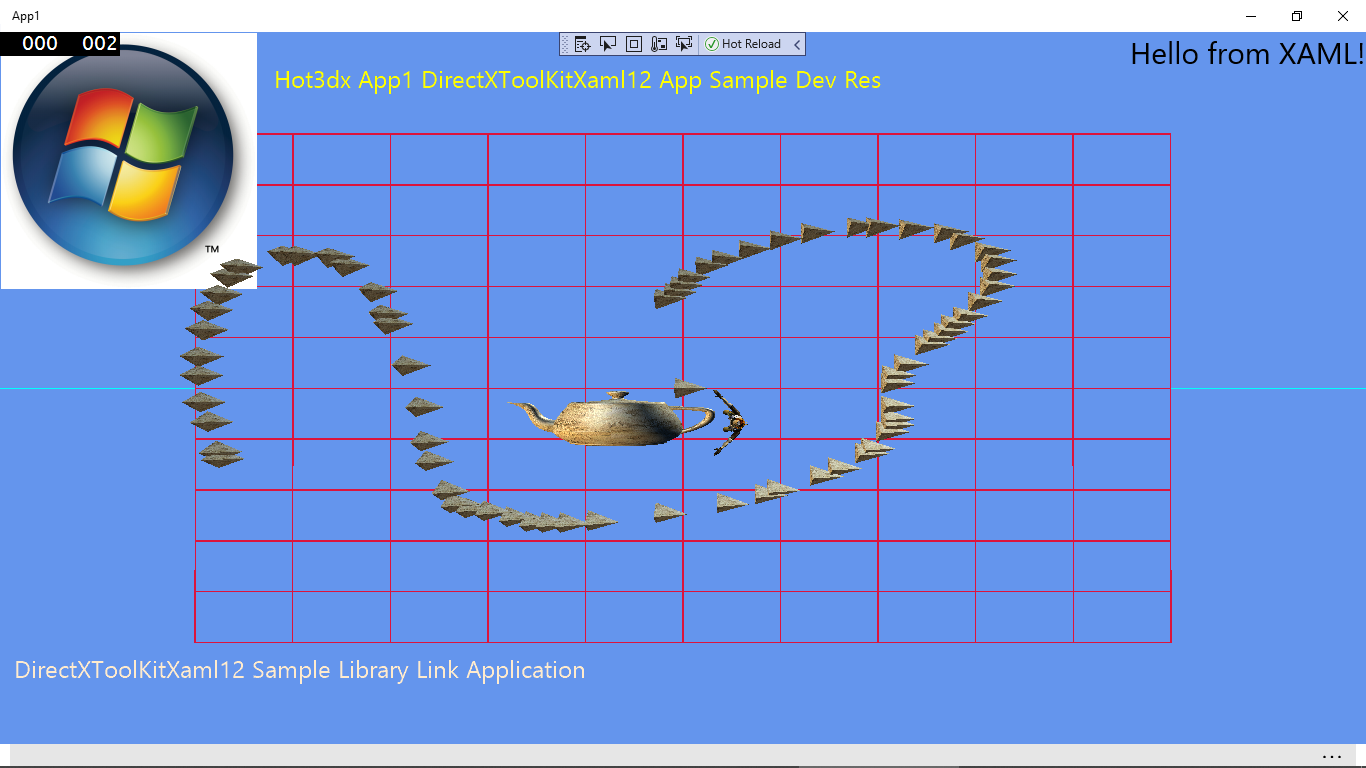 App1
000 002
Hot Reload
Hello from XAML!
Hot3dx App1 DirectXToolKitXaml12 App Sample Dev Res
TM
DirectXToolKitXaml12 Sample Library Link Application